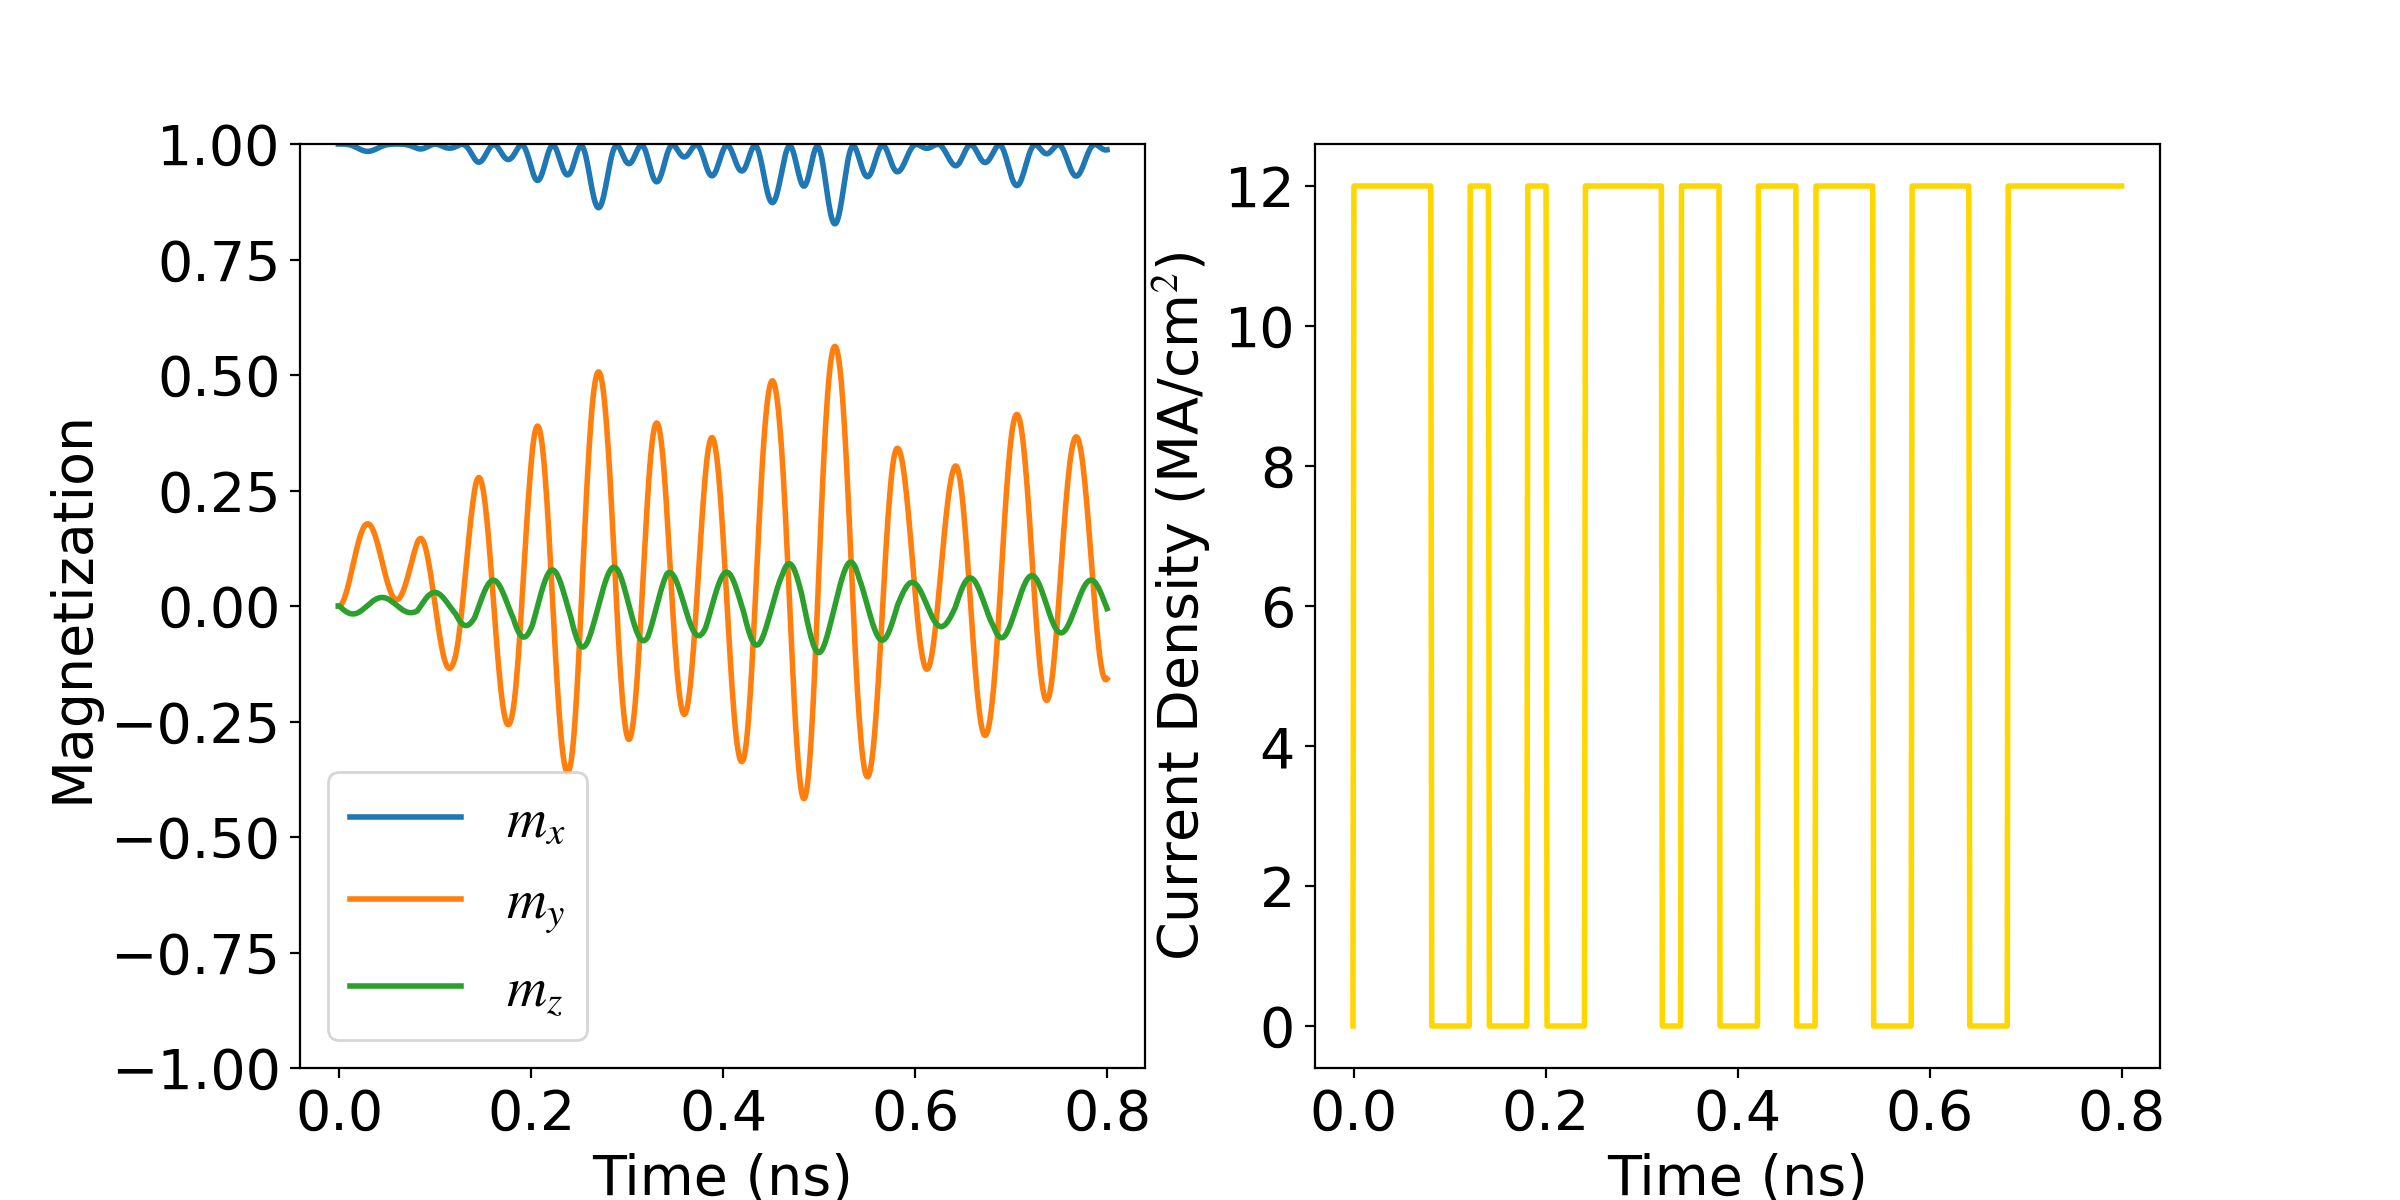 Magnetization
1.00
0.75
0.50
0.25
0.00
−0.25
−0.50
−0.75
−1.00
m_x
m_y
m_z
0.0 0.2 0.4 0.6 0.8
Time (ns)
Current Density (MA/cm²)
12
10
8
6
4
2
0
0.0 0.2 0.4 0.6 0.8
Time (ns)